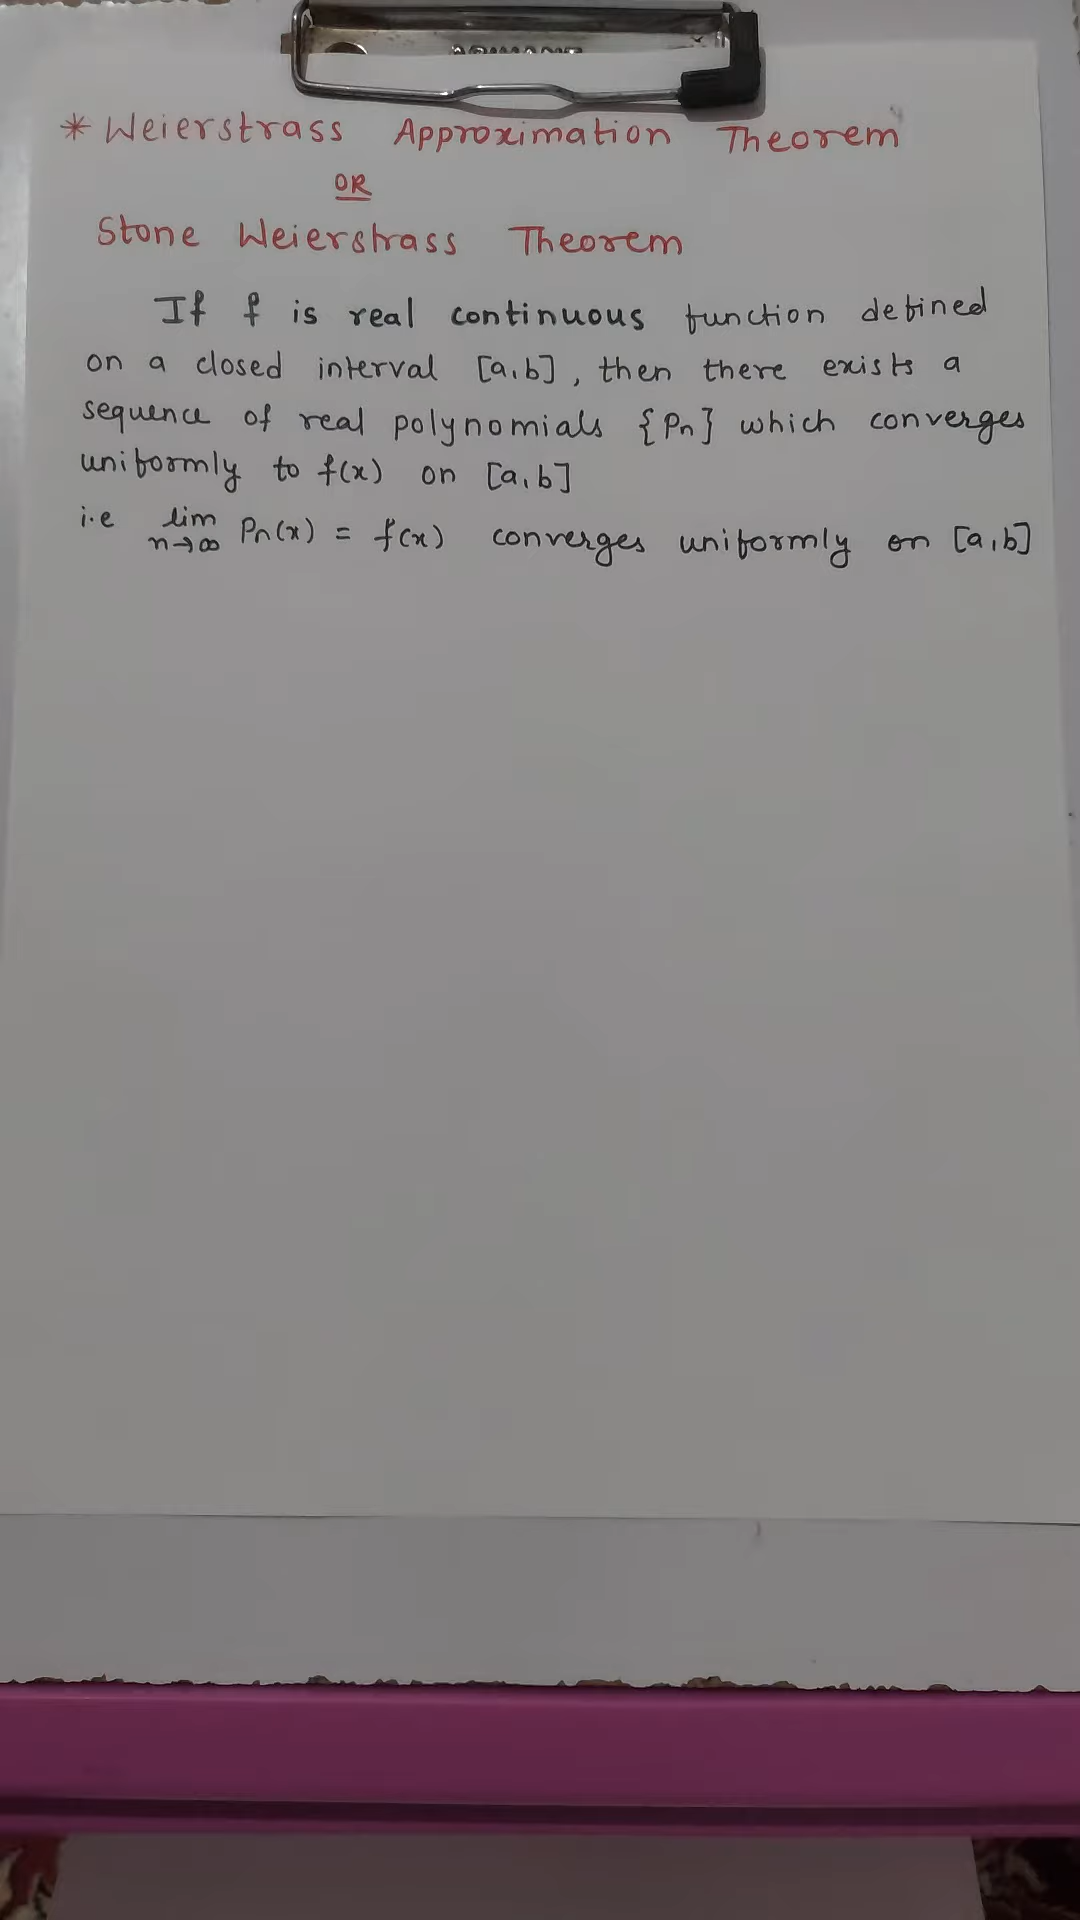 * Weierstrass Approximation Theorem
OR
Stone Weierstrass Theorem
If f is real continuous function defined
on a closed interval [a,b], then there exists a
sequence of real polynomials {Pn} which converges
uniformly to f(x) on [a,b]
i.e lim n→∞ Pn(x) = f(x) converges uniformly on [a,b]